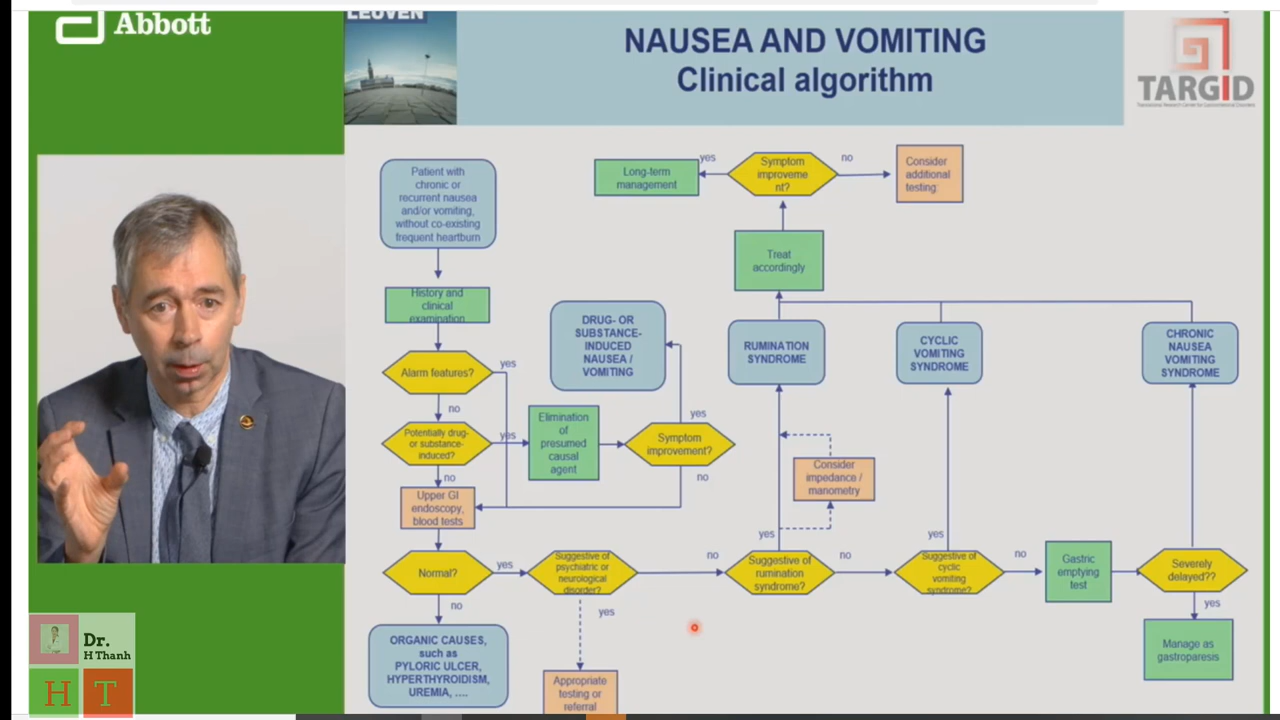 Abbott
LEUVEN
NAUSEA AND VOMITING
Clinical algorithm
TARGID
Patient with
chronic or
recurrent nausea
and/or vomiting,
without co-existing
frequent heartburn
History and
clinical
examination
Alarm features?
yes
no
Potentially drug-
or substance-
induced?
yes
no
Elimination
of
presumed
causal
agent
Symptom
improvement?
yes
no
DRUG- OR
SUBSTANCE-
INDUCED
NAUSEA /
VOMITING
Upper GI
endoscopy,
blood tests
Normal?
yes
no
ORGANIC CAUSES,
such as
PYLORIC ULCER,
HYPERTHYROIDISM,
UREMIA, ....
Suggestive of
psychiatric or
neurological
disorder?
no
yes
Appropriate
testing or
referral
Suggestive of
rumination
syndrome?
yes
no
Consider
impedance /
manometry
RUMINATION
SYNDROME
Suggestive of
cyclic
vomiting
syndrome?
yes
no
CYCLIC
VOMITING
SYNDROME
Gastric
emptying
test
Severely
delayed??
yes
Manage as
gastroparesis
CHRONIC
NAUSEA
VOMITING
SYNDROME
Treat
accordingly
Symptom
improveme
nt?
yes
no
Long-term
management
Consider
additional
testing
Dr.
H Thanh
H T